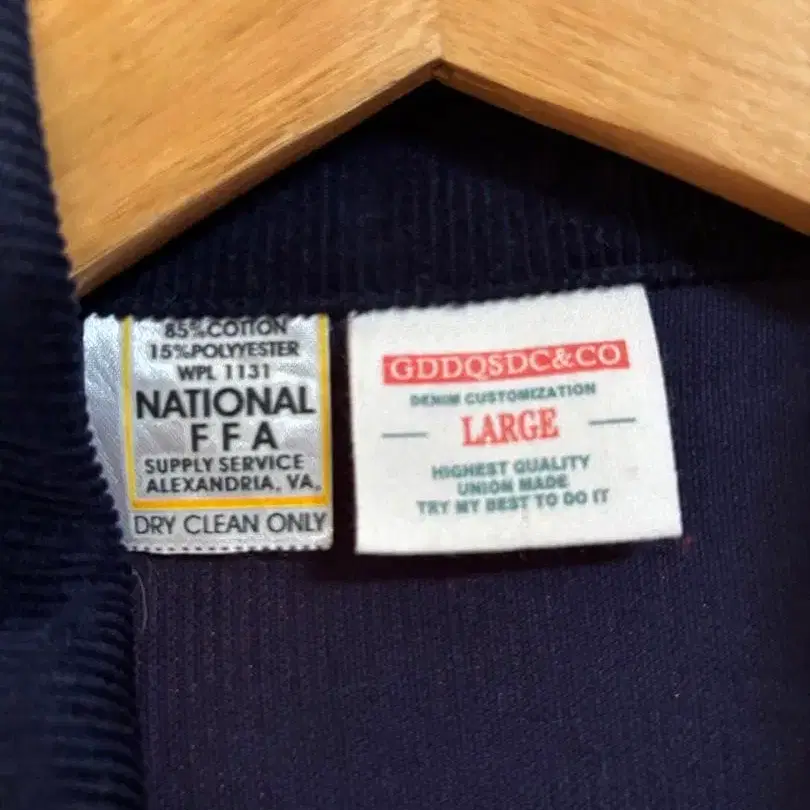 85%COTTON
15%POLYYESTER
WPL 1131
NATIONAL
F F A
SUPPLY SERVICE
ALEXANDRIA, VA.
DRY CLEAN ONLY
GDDQSDC&CO
DENIM CUSTOMIZATION
LARGE
HIGHEST QUALITY
UNION MADE
TRY MY BEST TO DO IT